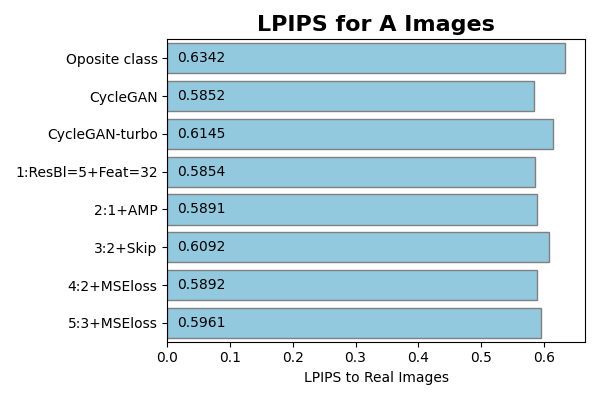 LPIPS for A Images
Oposite class 0.6342
CycleGAN 0.5852
CycleGAN-turbo 0.6145
1:ResBl=5+Feat=32 0.5854
2:1+AMP 0.5891
3:2+Skip 0.6092
4:2+MSEloss 0.5892
5:3+MSEloss 0.5961
0.0 0.1 0.2 0.3 0.4 0.5 0.6
LPIPS to Real Images